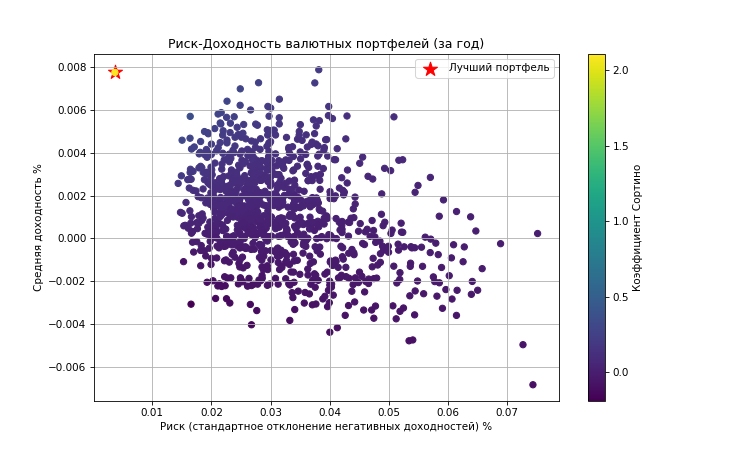 Риск-Доходность валютных портфелей (за год)
Лучший портфель
Средняя доходность %
0.008
0.006
0.004
0.002
0.000
−0.002
−0.004
−0.006
0.01 0.02 0.03 0.04 0.05 0.06 0.07
Риск (стандартное отклонение негативных доходностей) %
2.0
1.5
1.0
0.5
0.0
Коэффициент Сортино